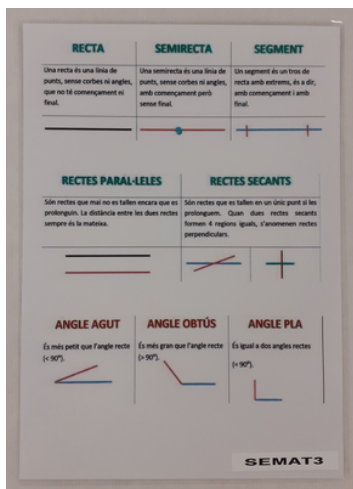 RECTA
SEMIRECTA
SEGMENT
Una recta és una línia de
punts, sense corbes ni angles,
que no té començament ni
final.
Una semirecta és una línia de
punts, sense corbes ni angles,
amb començament però
sense final.
Un segment és un tros de
recta amb extrems, és a dir,
amb començament i amb
final.
RECTES PARAL·LELES
RECTES SECANTS
Són rectes que mai no es tallen encara que es
prolonguin. La distància entre les dues rectes
sempre és la mateixa.
Són rectes que es tallen en un únic punt si les
prolonguem. Quan dues rectes secants
formen 4 regions iguals, s'anomenen rectes
perpendiculars.
ANGLE AGUT
ANGLE OBTÚS
ANGLE PLA
És més petit que l'angle recte
(< 90º).
És més gran que l'angle recte
(> 90º).
És igual a dos angles rectes
(= 90º).
SEMAT3